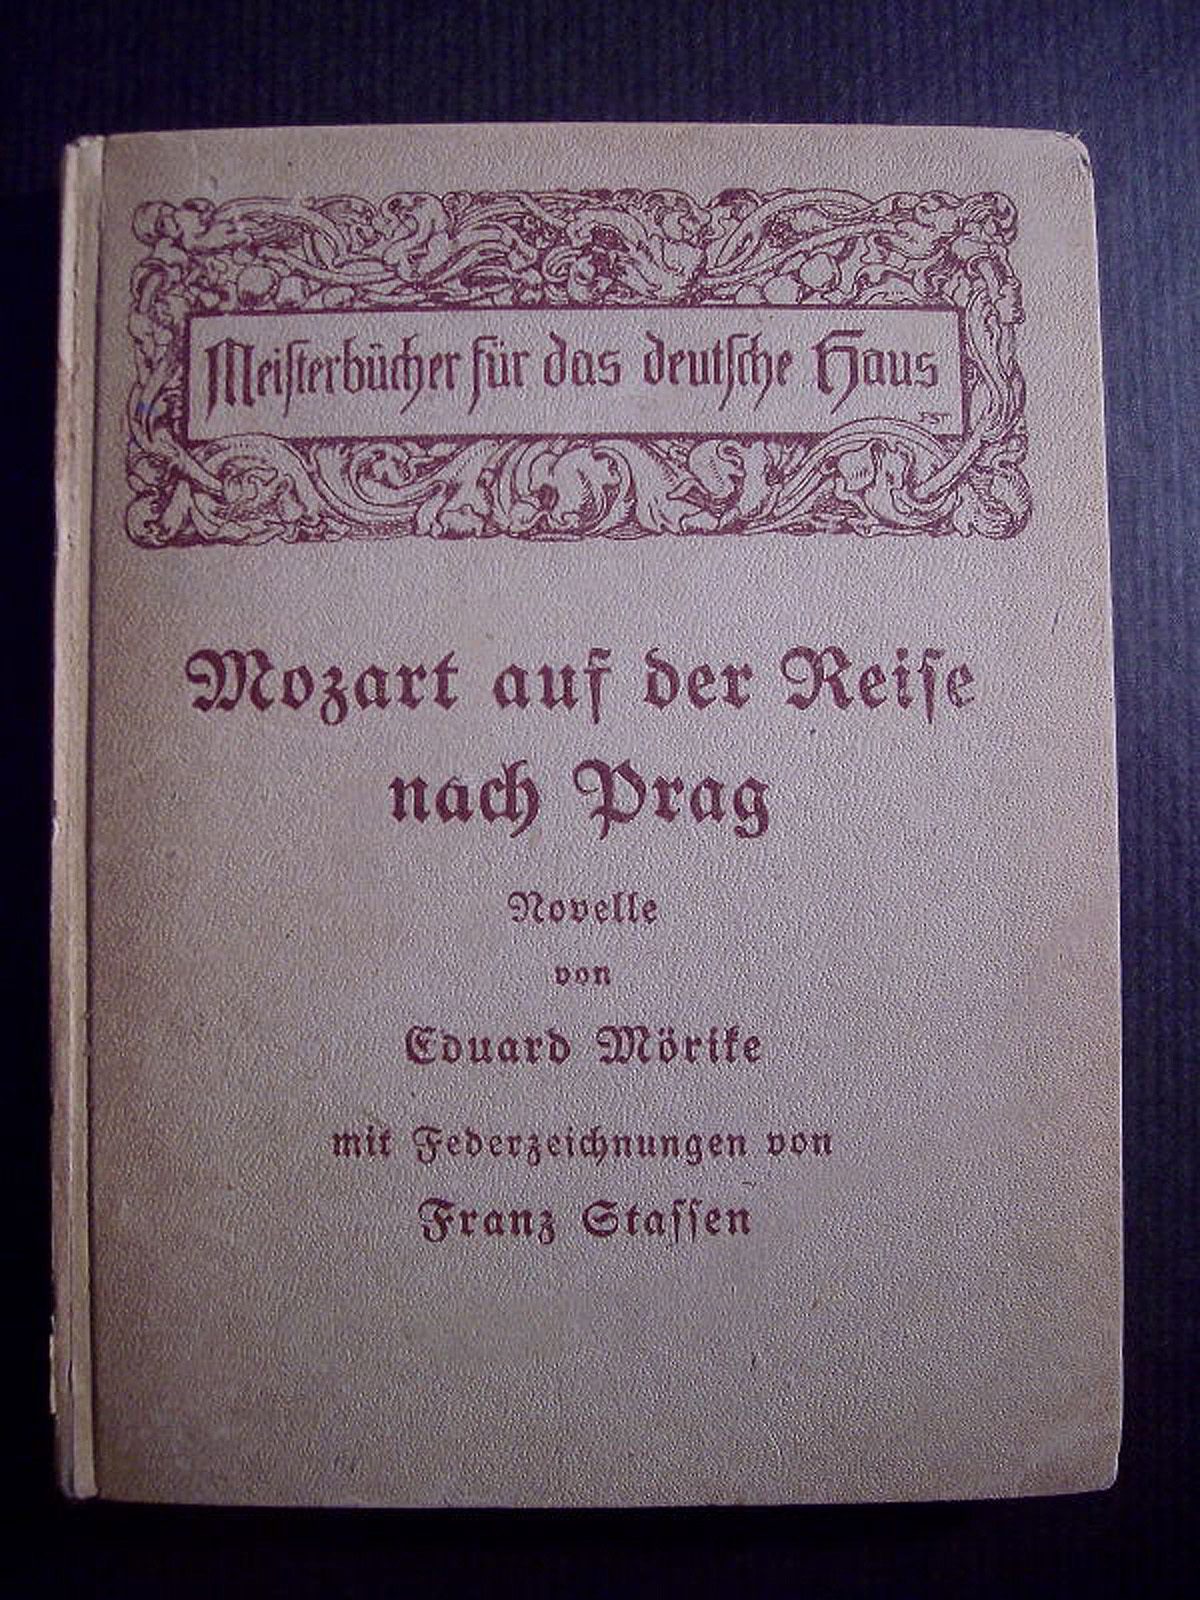 Meisterbücher für das deutsche Haus
FST
Mozart auf der Reise
nach Prag
Novelle
von
Eduard Mörike
mit Federzeichnungen von
Franz Stassen